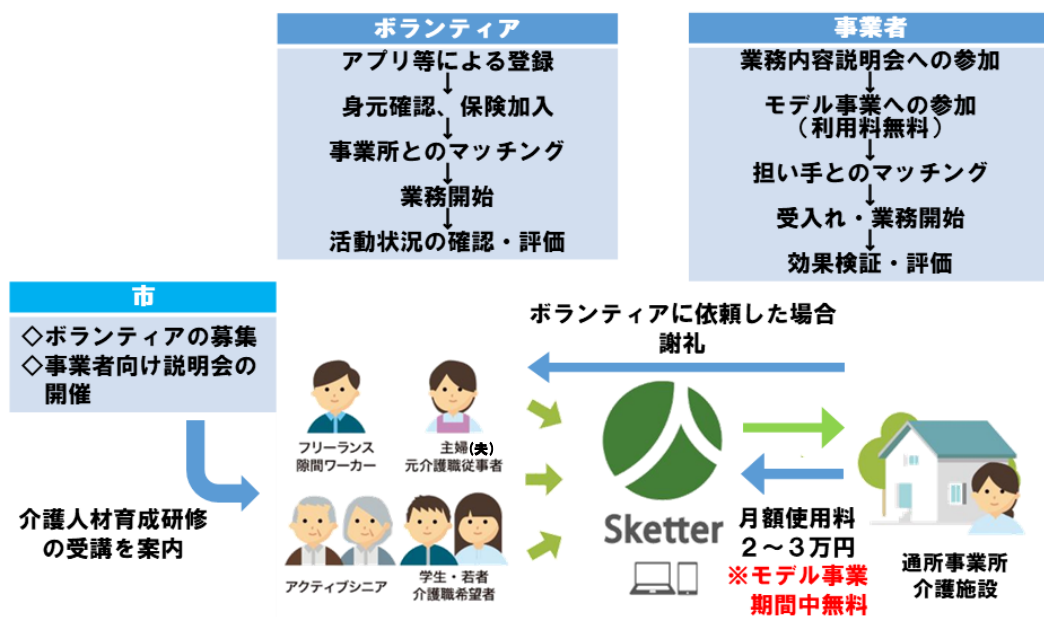 ボランティア
アプリ等による登録
↓
身元確認、保険加入
↓
事業所とのマッチング
↓
業務開始
↓
活動状況の確認・評価
事業者
業務内容説明会への参加
↓
モデル事業への参加
（利用料無料）
↓
担い手とのマッチング
↓
受入れ・業務開始
↓
効果検証・評価
市
◇ボランティアの募集
◇事業者向け説明会の
開催
介護人材育成研修
の受講を案内
ボランティアに依頼した場合
謝礼
フリーランス
隙間ワーカー
主婦(夫)
元介護職従事者
アクティブシニア
学生・若者
介護職希望者
Sketter
月額使用料
２～３万円
※モデル事業
期間中無料
通所事業所
介護施設